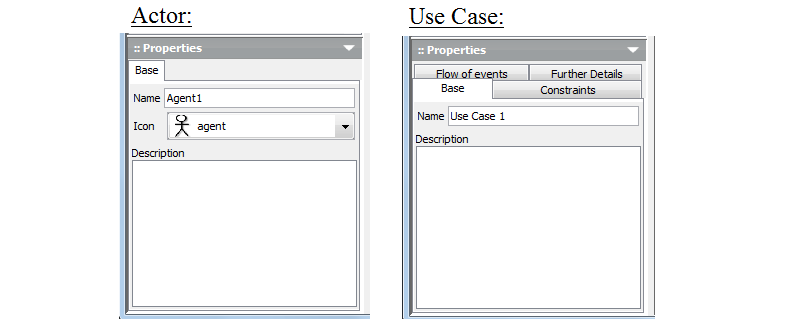 Actor:
:: Properties
Base
Name Agent1
Icon agent
Description
Use Case:
:: Properties
Flow of events Further Details
Base Constraints
Name Use Case 1
Description